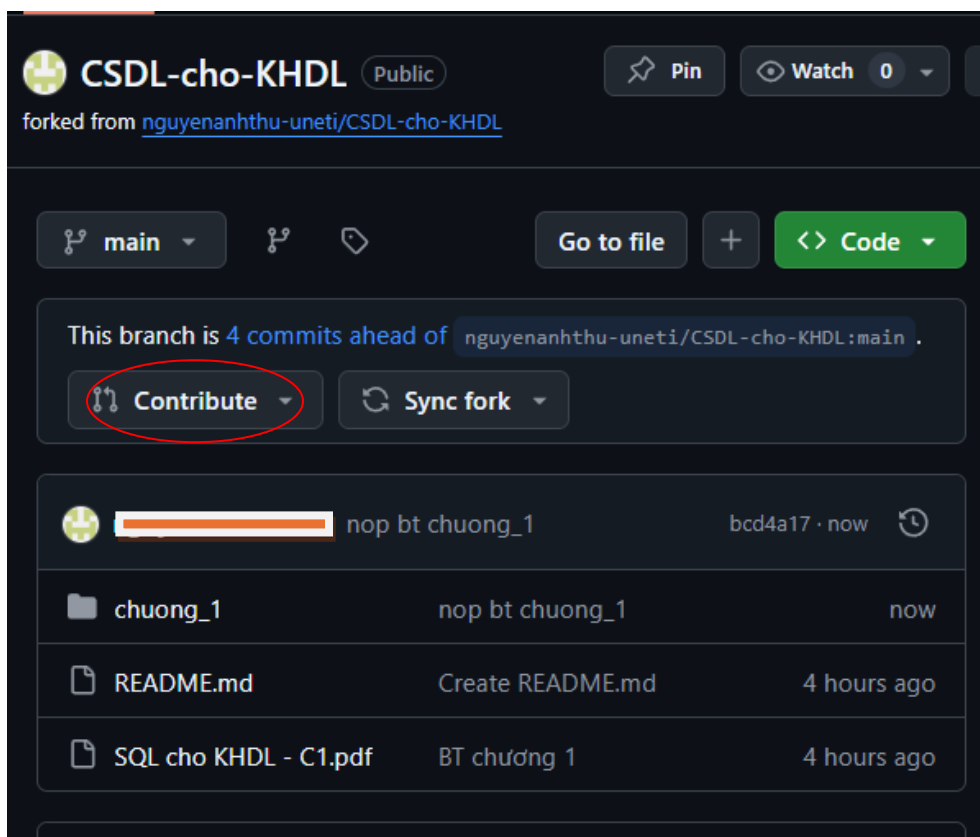 CSDL-cho-KHDL Public
Pin
Watch 0
forked from nguyenanhthu-uneti/CSDL-cho-KHDL
main
Go to file
Code
This branch is 4 commits ahead of nguyenanhthu-uneti/CSDL-cho-KHDL:main .
Contribute
Sync fork
nop bt chuong_1 bcd4a17 · now
chuong_1 nop bt chuong_1 now
README.md Create README.md 4 hours ago
SQL cho KHDL - C1.pdf BT chương 1 4 hours ago